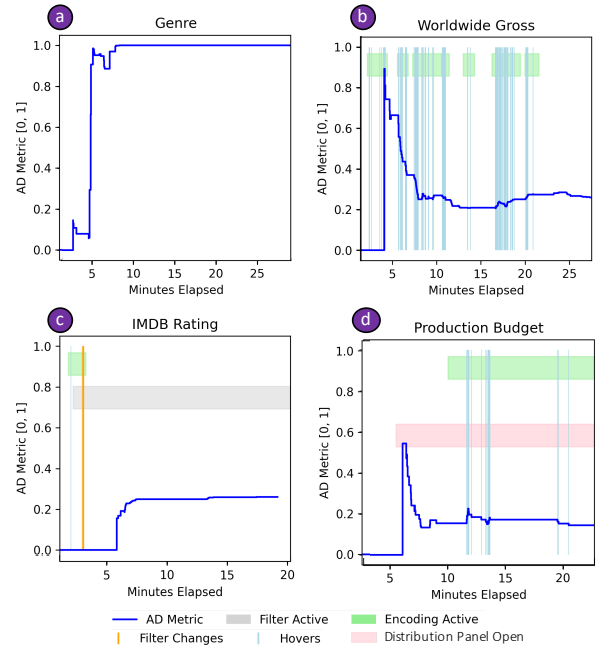 a
Genre
AD Metric [0, 1]
1.0
0.8
0.6
0.4
0.2
0.0
5 10 15 20 25
Minutes Elapsed
b
Worldwide Gross
AD Metric [0, 1]
1.0
0.8
0.6
0.4
0.2
0.0
5 10 15 20 25
Minutes Elapsed
c
IMDB Rating
AD Metric [0, 1]
1.0
0.8
0.6
0.4
0.2
0.0
5 10 15 20
Minutes Elapsed
d
Production Budget
AD Metric [0, 1]
1.0
0.8
0.6
0.4
0.2
0.0
5 10 15 20
Minutes Elapsed
AD Metric Filter Active Encoding Active
Filter Changes Hovers Distribution Panel Open